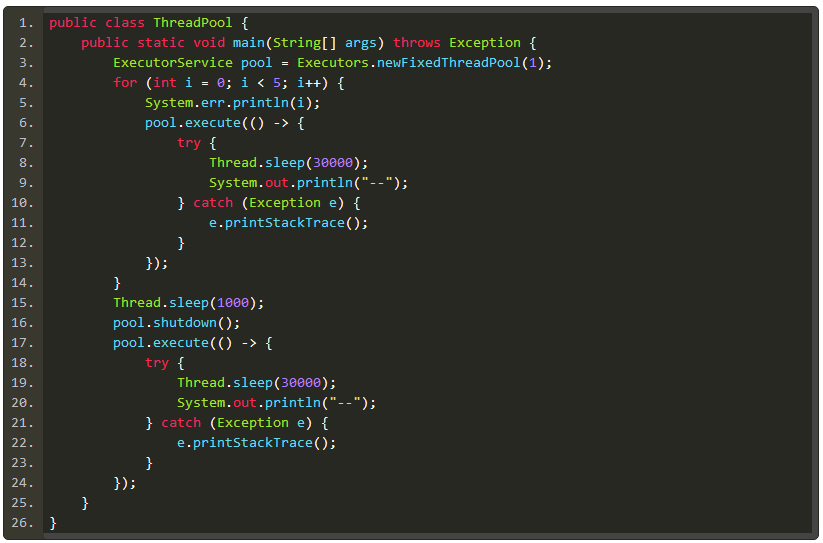 1. public class ThreadPool {
2.     public static void main(String[] args) throws Exception {
3.         ExecutorService pool = Executors.newFixedThreadPool(1);
4.         for (int i = 0; i < 5; i++) {
5.             System.err.println(i);
6.             pool.execute(() -> {
7.                 try {
8.                     Thread.sleep(30000);
9.                     System.out.println("--");
10.                 } catch (Exception e) {
11.                     e.printStackTrace();
12.                 }
13.             });
14.         }
15.         Thread.sleep(1000);
16.         pool.shutdown();
17.         pool.execute(() -> {
18.             try {
19.                 Thread.sleep(30000);
20.                 System.out.println("--");
21.             } catch (Exception e) {
22.                 e.printStackTrace();
23.             }
24.         });
25.     }
26. }